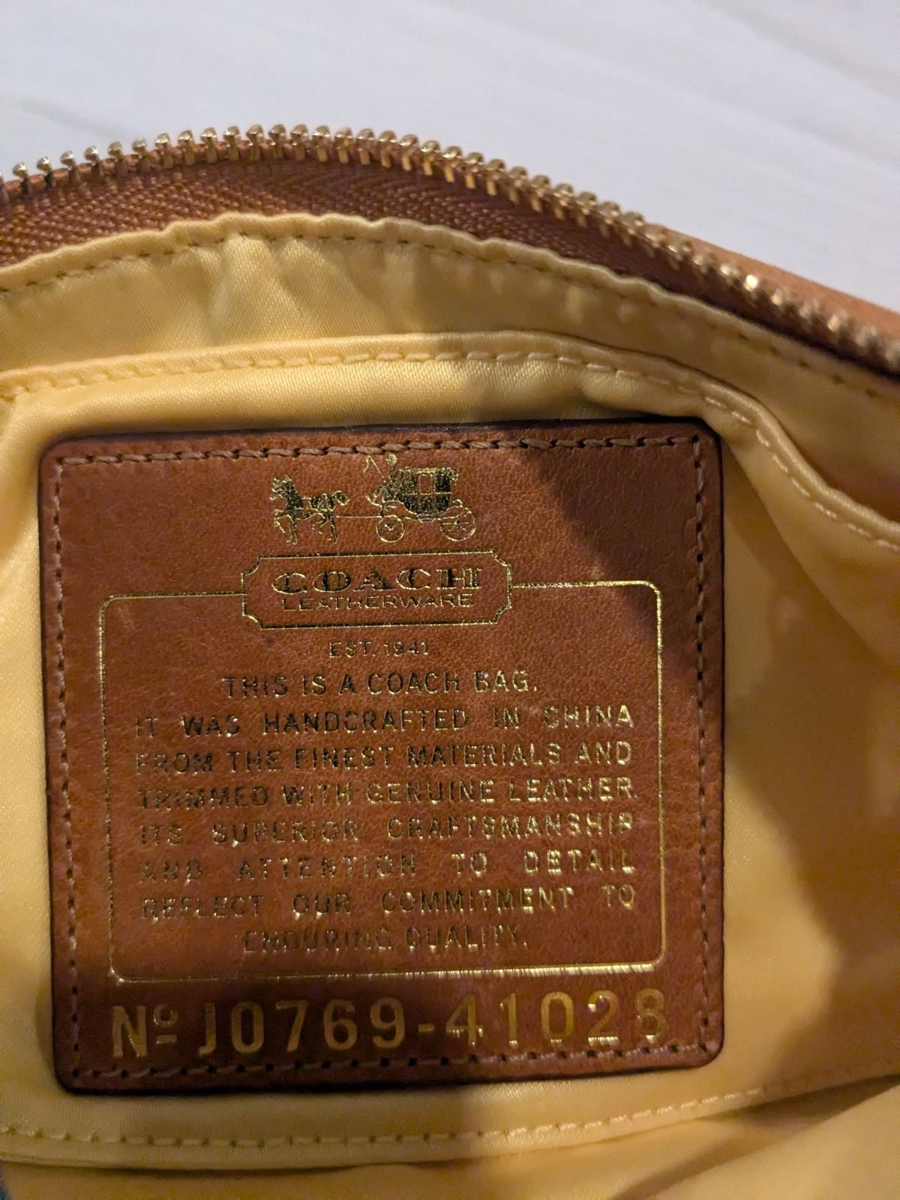 COACH
LEATHERWARE
EST. 1941
THIS IS A COACH BAG.
IT WAS HANDCRAFTED IN CHINA
FROM THE FINEST MATERIALS AND
TRIMMED WITH GENUINE LEATHER.
ITS SUPERIOR CRAFTSMANSHIP
AND ATTENTION TO DETAIL
REFLECT OUR COMMITMENT TO
ENDURING QUALITY.
Nº J0769-41028